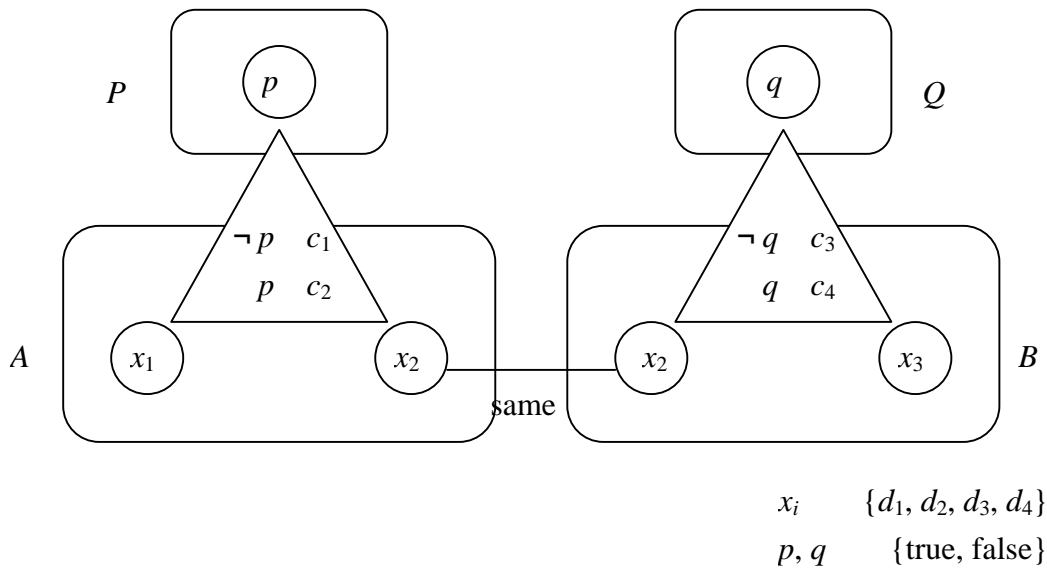 p q
P Q
¬ p c₁ ¬ q c₃
p c₂ q c₄
A x₁ x₂ x₂ x₃ B
same
xᵢ {d₁, d₂, d₃, d₄}
p, q {true, false}